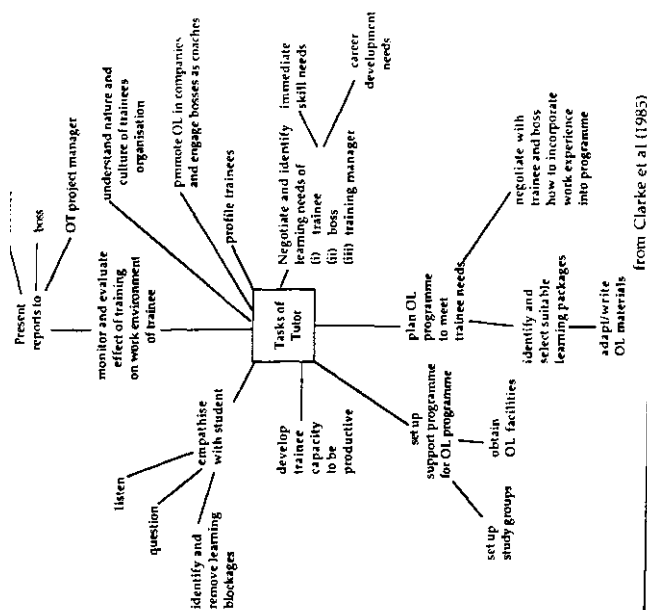 Present
reports to
boss
OT project manager
monitor and evaluate
effect of training
on work environment
of trainee
understand nature and
culture of trainees
organisation
promote OL in companies
and engage bosses as coaches
profile trainees
Negotiate and identify
learning needs of
(i) trainee
(ii) boss
(iii) training manager
immediate
skill needs
career
development
needs
Tasks of
Tutor
listen
question
empathise
with student
identify and
remove learning
blockages
develop
trainee
capacity
to be
productive
set up
support programme
for OL programme
obtain
OL facilities
set up
study groups
plan OL
programme
to meet
trainee needs
negotiate with
trainee and boss
how to incorporate
work experience
into programme
identify and
select suitable
learning packages
adapt/write
OL materials
from Clarke et al (1985)